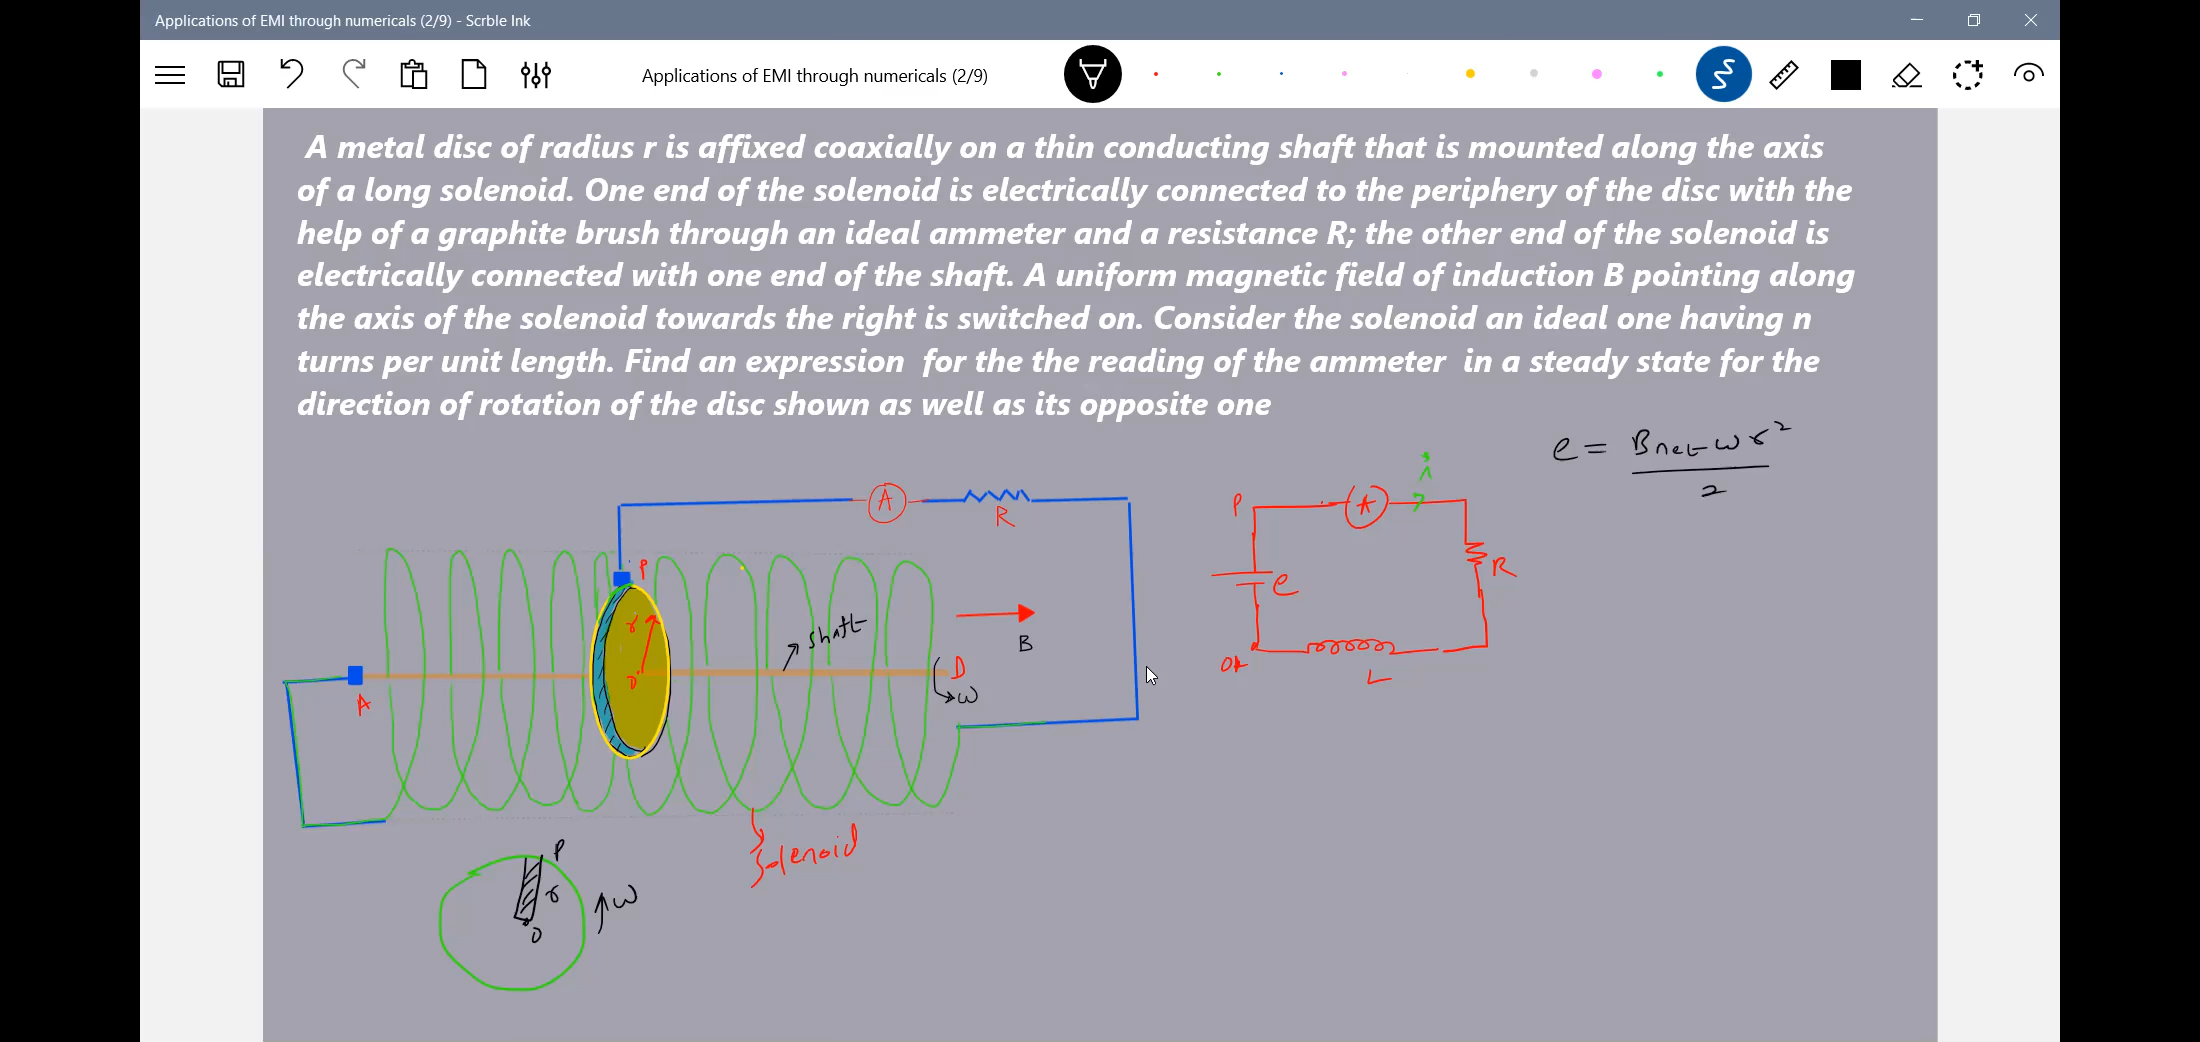 Applications of EMI through numericals (2/9) - Scrble Ink
Applications of EMI through numericals (2/9)
A metal disc of radius r is affixed coaxially on a thin conducting shaft that is mounted along the axis
of a long solenoid. One end of the solenoid is electrically connected to the periphery of the disc with the
help of a graphite brush through an ideal ammeter and a resistance R; the other end of the solenoid is
electrically connected with one end of the shaft. A uniform magnetic field of induction B pointing along
the axis of the solenoid towards the right is switched on. Consider the solenoid an ideal one having n
turns per unit length. Find an expression for the the reading of the ammeter in a steady state for the
direction of rotation of the disc shown as well as its opposite one
e = Bnet ω r²
2
A
R
P
A
e
R
L
P
r
O
shaft
B
D
ω
A
Solenoid
P
r
O
ω